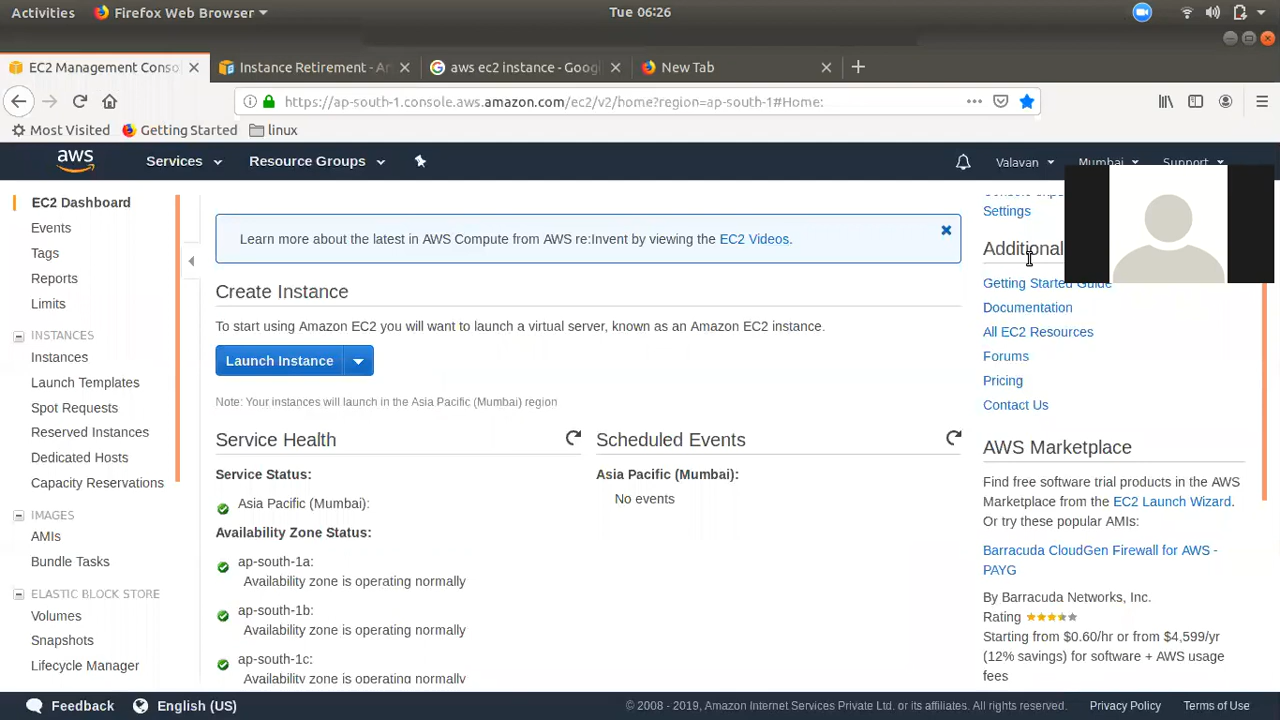 Activities Firefox Web Browser Tue 06:26
EC2 Management Conso Instance Retirement - A aws ec2 instance - Goog New Tab
https://ap-south-1.console.aws.amazon.com/ec2/v2/home?region=ap-south-1#Home:
Most Visited Getting Started linux
aws Services Resource Groups Valavan Mumbai Support
EC2 Dashboard
Events
Tags
Reports
Limits
INSTANCES
Instances
Launch Templates
Spot Requests
Reserved Instances
Dedicated Hosts
Capacity Reservations
IMAGES
AMIs
Bundle Tasks
ELASTIC BLOCK STORE
Volumes
Snapshots
Lifecycle Manager
Learn more about the latest in AWS Compute from AWS re:Invent by viewing the EC2 Videos.
Create Instance
To start using Amazon EC2 you will want to launch a virtual server, known as an Amazon EC2 instance.
Launch Instance
Note: Your instances will launch in the Asia Pacific (Mumbai) region
Service Health
Service Status:
Asia Pacific (Mumbai):
Availability Zone Status:
ap-south-1a:
Availability zone is operating normally
ap-south-1b:
Availability zone is operating normally
ap-south-1c:
Availability zone is operating normally
Scheduled Events
Asia Pacific (Mumbai):
No events
Settings
Additional
Getting Started Guide
Documentation
All EC2 Resources
Forums
Pricing
Contact Us
AWS Marketplace
Find free software trial products in the AWS
Marketplace from the EC2 Launch Wizard.
Or try these popular AMIs:
Barracuda CloudGen Firewall for AWS -
PAYG
By Barracuda Networks, Inc.
Rating
Starting from $0.60/hr or from $4,599/yr
(12% savings) for software + AWS usage
fees
Feedback English (US) © 2008 - 2019, Amazon Internet Services Private Ltd. or its affiliates. All rights reserved. Privacy Policy Terms of Use